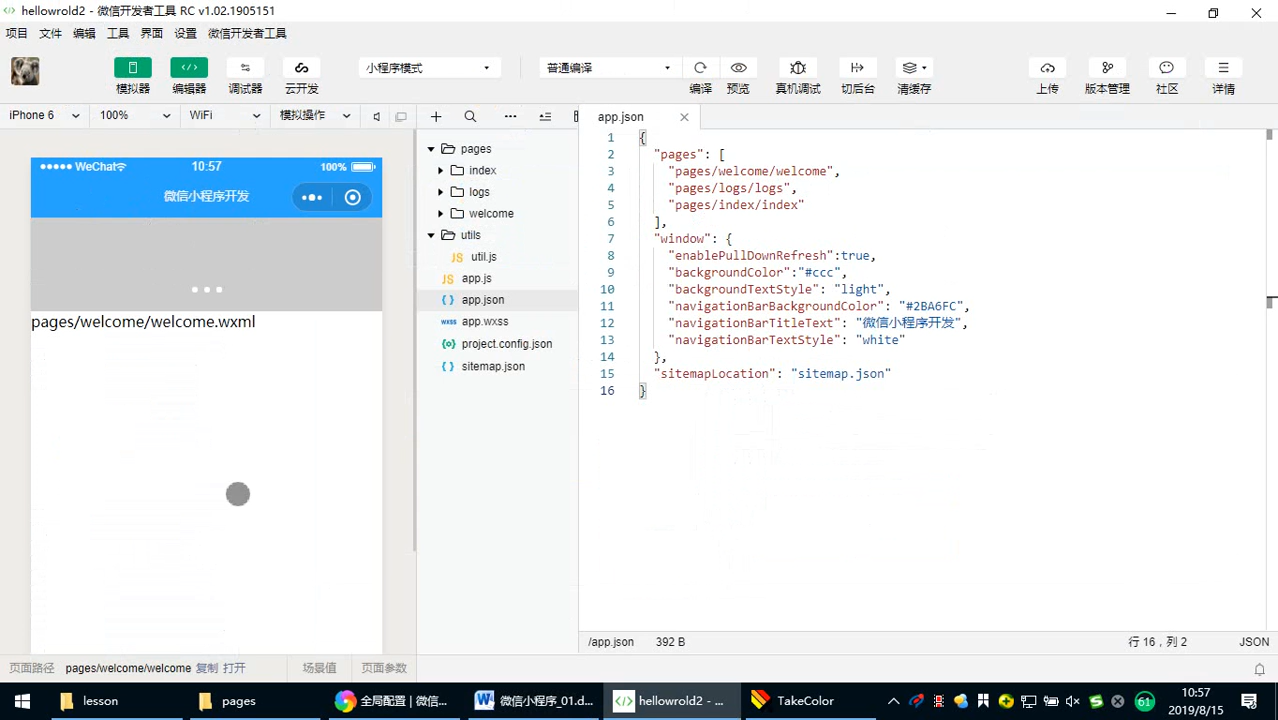 hellowrold2 - 微信开发者工具 RC v1.02.1905151
项目 文件 编辑 工具 界面 设置 微信开发者工具
小程序模式 普通编译
模拟器 编辑器 调试器 云开发 编译 预览 真机调试 切后台 清缓存 上传 版本管理 社区 详情
iPhone 6 100% WiFi 模拟操作
WeChat 10:57 100%
微信小程序开发
pages/welcome/welcome.wxml
页面路径 pages/welcome/welcome 复制 打开 场景值 页面参数
pages
index
logs
welcome
utils
JS util.js
JS app.js
{ } app.json
wxss app.wxss
{o} project.config.json
{ } sitemap.json
app.json
1 {
2 "pages": [
3 "pages/welcome/welcome",
4 "pages/logs/logs",
5 "pages/index/index"
6 ],
7 "window": {
8 "enablePullDownRefresh":true,
9 "backgroundColor":"#ccc",
10 "backgroundTextStyle": "light",
11 "navigationBarBackgroundColor": "#2BA6FC",
12 "navigationBarTitleText": "微信小程序开发",
13 "navigationBarTextStyle": "white"
14 },
15 "sitemapLocation": "sitemap.json"
16 }
/app.json 392 B 行 16，列 2 JSON
lesson pages 全局配置 | 微信... 微信小程序_01.d... hellowrold2 - ... TakeColor 61 10:57
2019/8/15